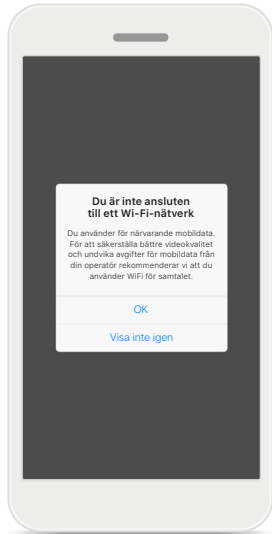 Du är inte ansluten
till ett Wi-Fi-nätverk
Du använder för närvarande mobildata.
För att säkerställa bättre videokvalitet
och undvika avgifter för mobildata från
din operatör rekommenderar vi att du
använder WiFi för samtalet.
OK
Visa inte igen